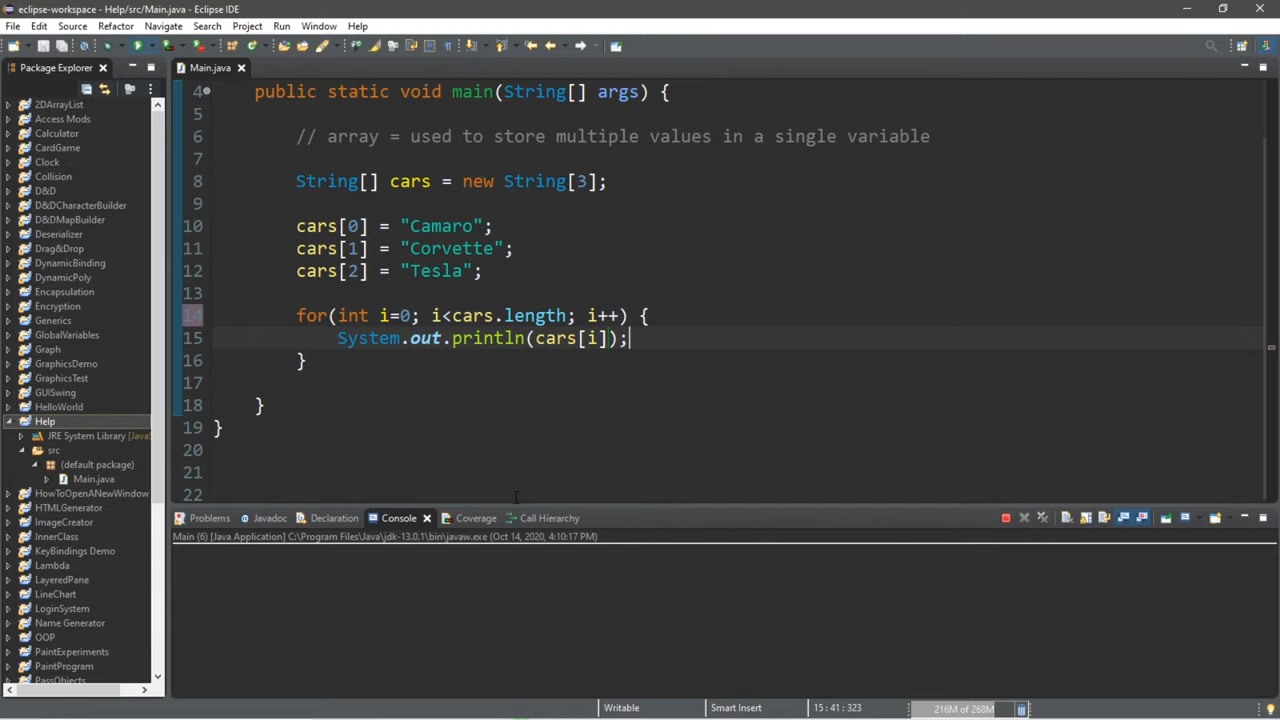 eclipse-workspace - Help/src/Main.java - Eclipse IDE
File Edit Source Refactor Navigate Search Project Run Window Help
Package Explorer
Main.java
2DArrayList
Access Mods
Calculator
CardGame
Clock
Collision
D&D
D&DCharacterBuilder
D&DMapBuilder
Deserializer
Drag&Drop
DynamicBinding
DynamicPoly
Encapsulation
Encryption
Generics
GlobalVariables
Graph
GraphicsDemo
GraphicsTest
GUISwing
HelloWorld
Help
JRE System Library [Java
src
(default package)
Main.java
HowToOpenANewWindow
HTMLGenerator
ImageCreator
InnerClass
KeyBindings Demo
Lambda
LayeredPane
LineChart
LoginSystem
Name Generator
OOP
PaintExperiments
PaintProgram
PassObjects
4 public static void main(String[] args) {
5
6 // array = used to store multiple values in a single variable
7
8 String[] cars = new String[3];
9
10 cars[0] = "Camaro";
11 cars[1] = "Corvette";
12 cars[2] = "Tesla";
13
14 for(int i=0; i<cars.length; i++) {
15 System.out.println(cars[i]);
16 }
17
18 }
19 }
20
21
22
Problems Javadoc Declaration Console Coverage Call Hierarchy
Main (6) [Java Application] C:\Program Files\Java\jdk-13.0.1\bin\javaw.exe (Oct 14, 2020, 4:10:17 PM)
Writable Smart Insert 15 : 41 : 323 216M of 268M